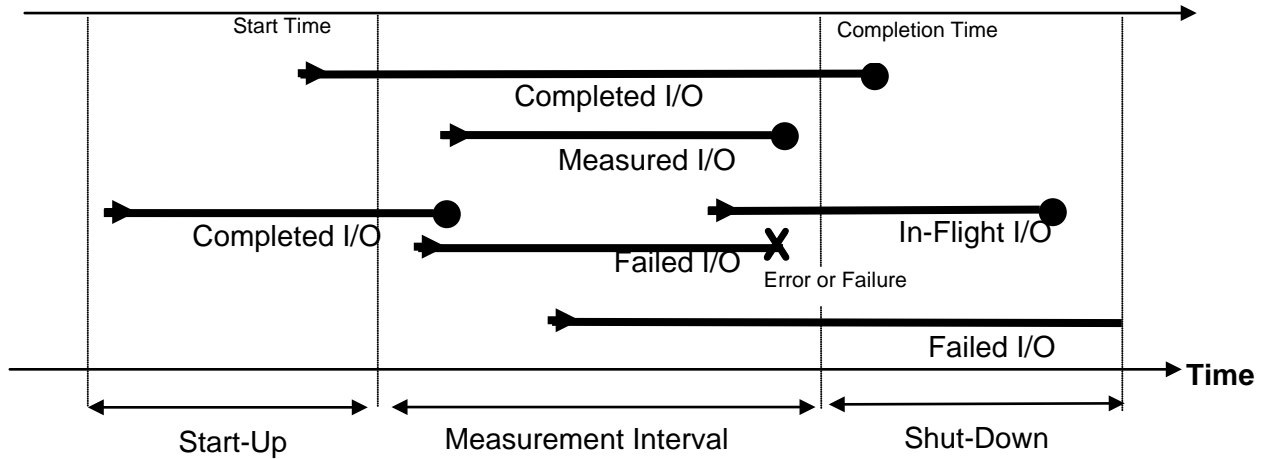 Start Time
Completion Time
Completed I/O
Measured I/O
Completed I/O
In-Flight I/O
Failed I/O
Error or Failure
Failed I/O
Time
Start-Up
Measurement Interval
Shut-Down